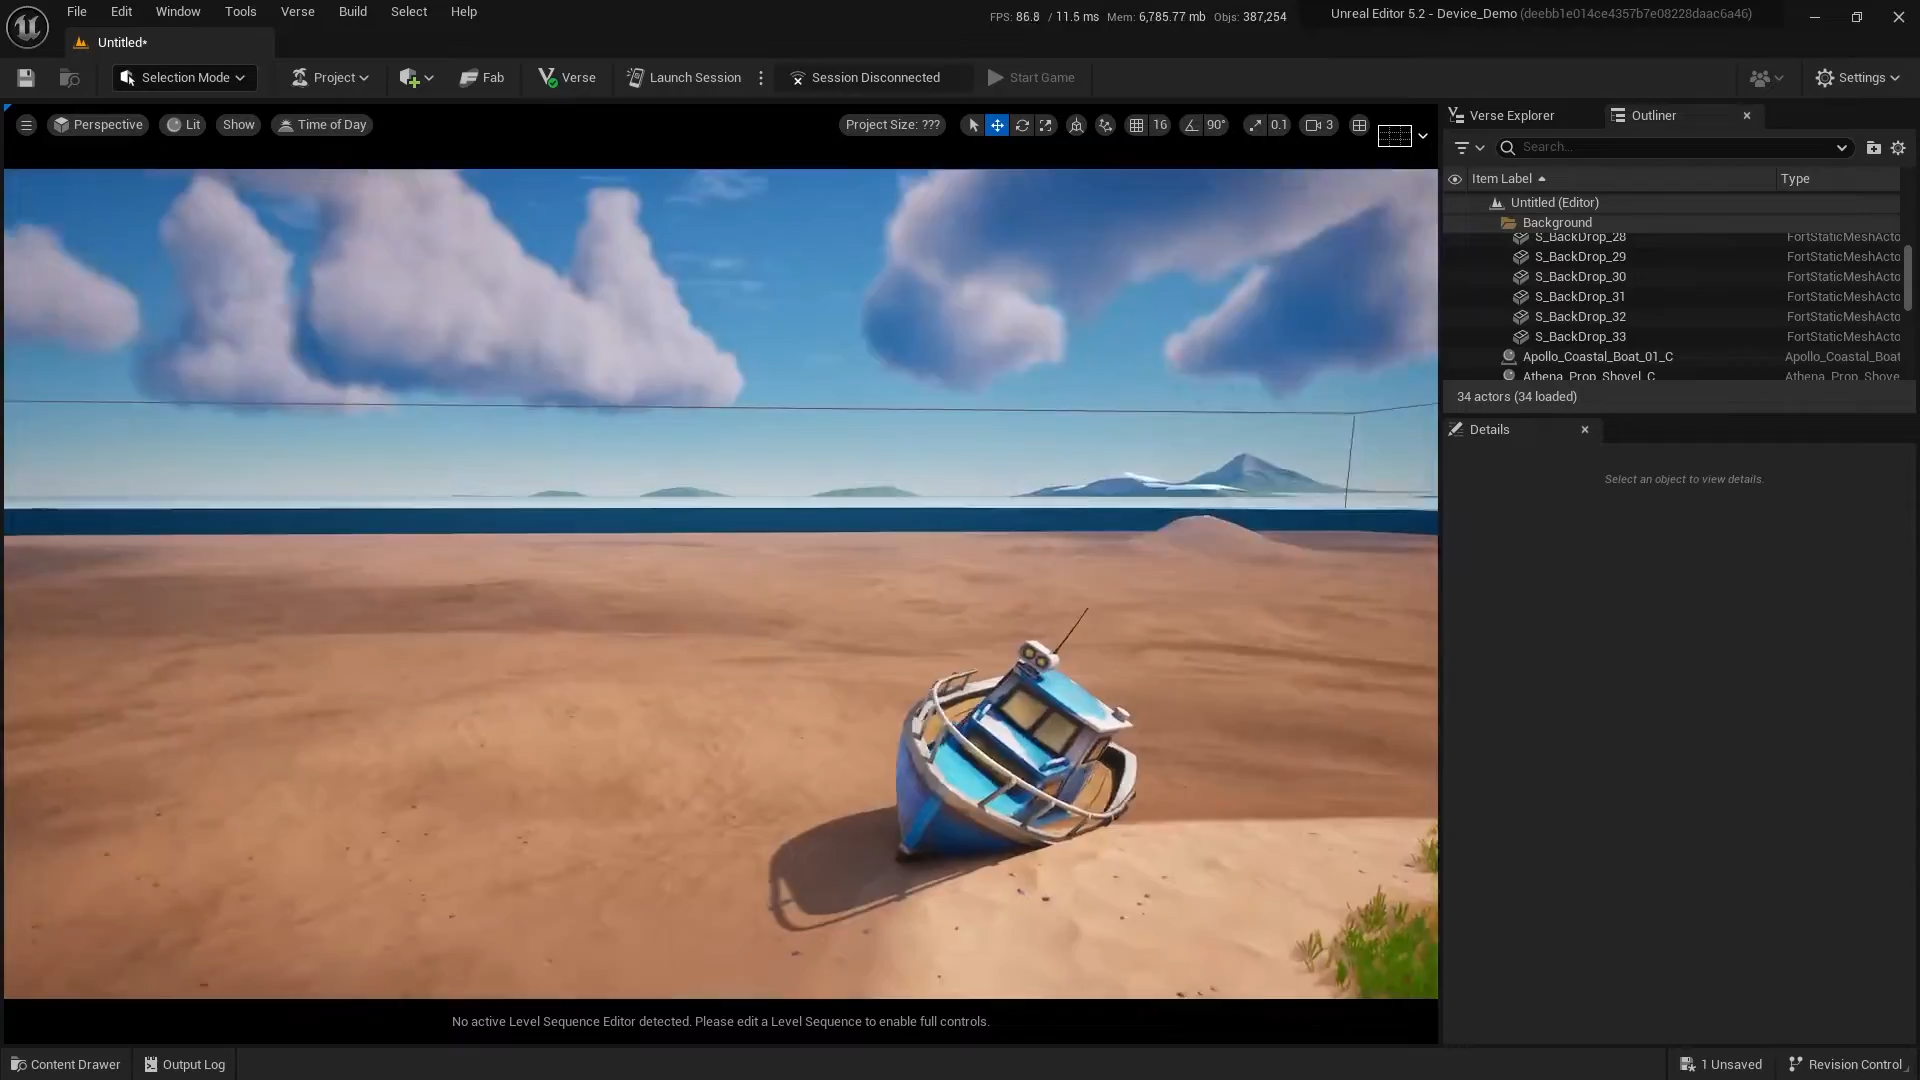 File Edit Window Tools Verse Build Select Help
FPS: 86.8 / 11.5 ms Mem: 6,785.77 mb Objs: 387,254
Unreal Editor 5.2 - Device_Demo (deebb1e014ce4357b7e08228daac6a46)
Untitled*
Selection Mode Project Fab Verse Launch Session Session Disconnected Start Game Settings
Perspective Lit Show Time of Day Project Size: ??? 16 90° 0.1 3
Verse Explorer Outliner
Search...
Item Label Type
Untitled (Editor)
Background
S_BackDrop_28 FortStaticMeshActo
S_BackDrop_29 FortStaticMeshActo
S_BackDrop_30 FortStaticMeshActo
S_BackDrop_31 FortStaticMeshActo
S_BackDrop_32 FortStaticMeshActo
S_BackDrop_33 FortStaticMeshActo
Apollo_Coastal_Boat_01_C Apollo_Coastal_Boat
Athena_Prop_Shovel_C Athena_Prop_Shove
34 actors (34 loaded)
Details
Select an object to view details.
No active Level Sequence Editor detected. Please edit a Level Sequence to enable full controls.
Content Drawer Output Log 1 Unsaved Revision Control